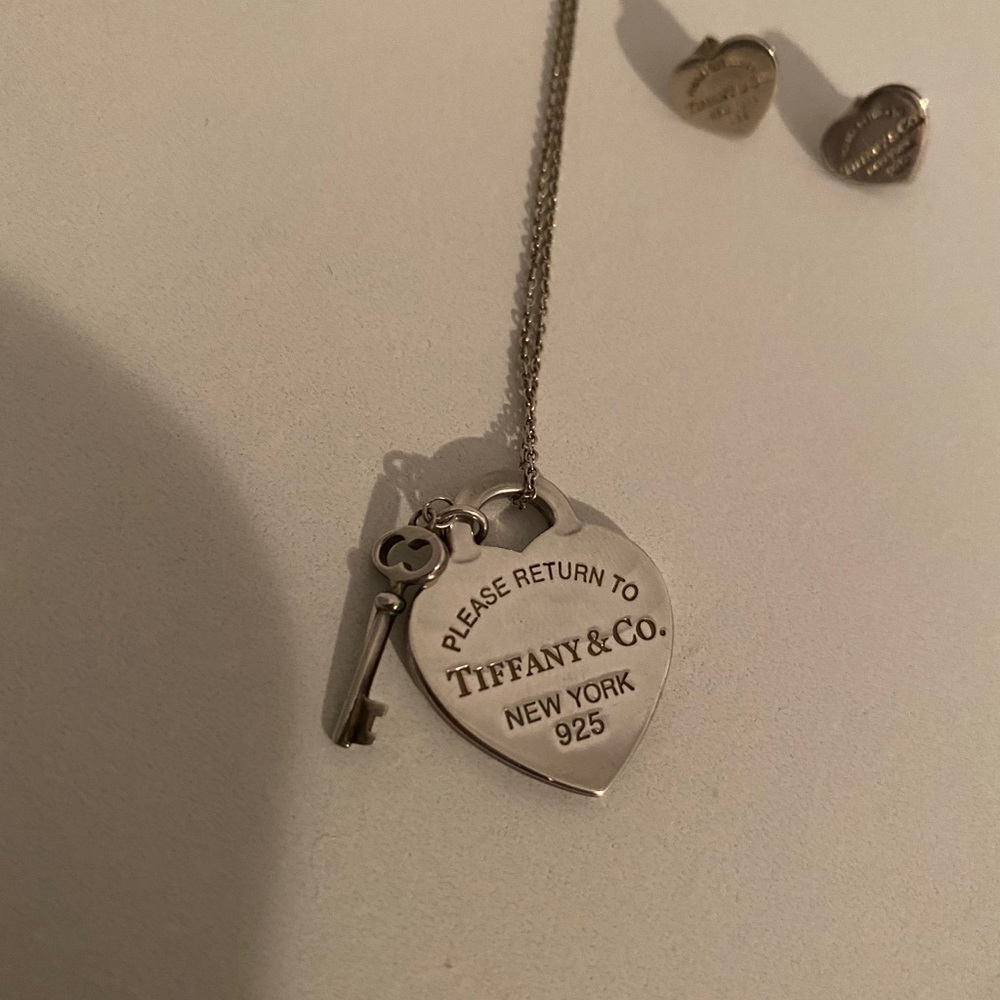 PLEASE RETURN TO
TIFFANY & CO.
NEW YORK
925